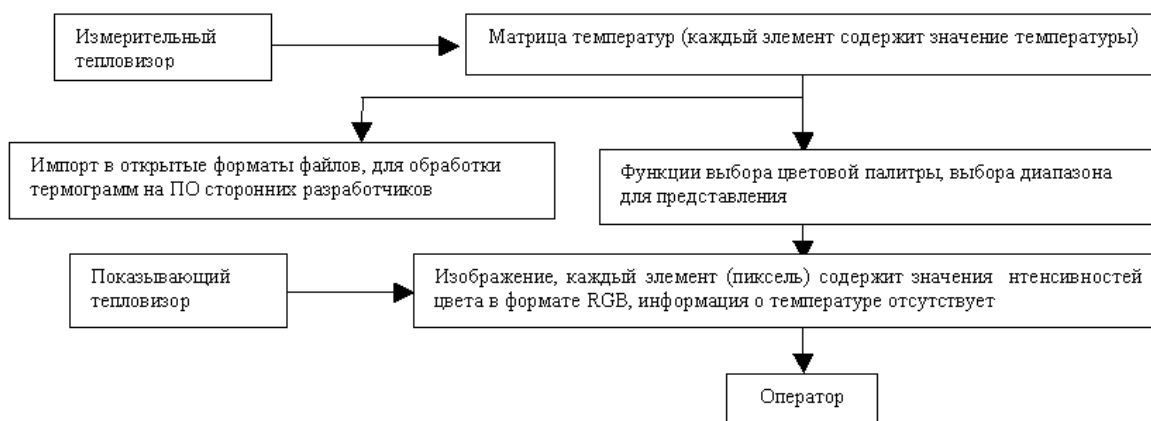 Измерительный
тепловизор
Матрица температур (каждый элемент содержит значение температуры)
Импорт в открытые форматы файлов, для обработки
термограмм на ПО сторонних разработчиков
Функции выбора цветовой палитры, выбора диапазона
для представления
Показывающий
тепловизор
Изображение, каждый элемент (пиксель) содержит значения нтенсивностей
цвета в формате RGB, информация о температуре отсутствует
Оператор